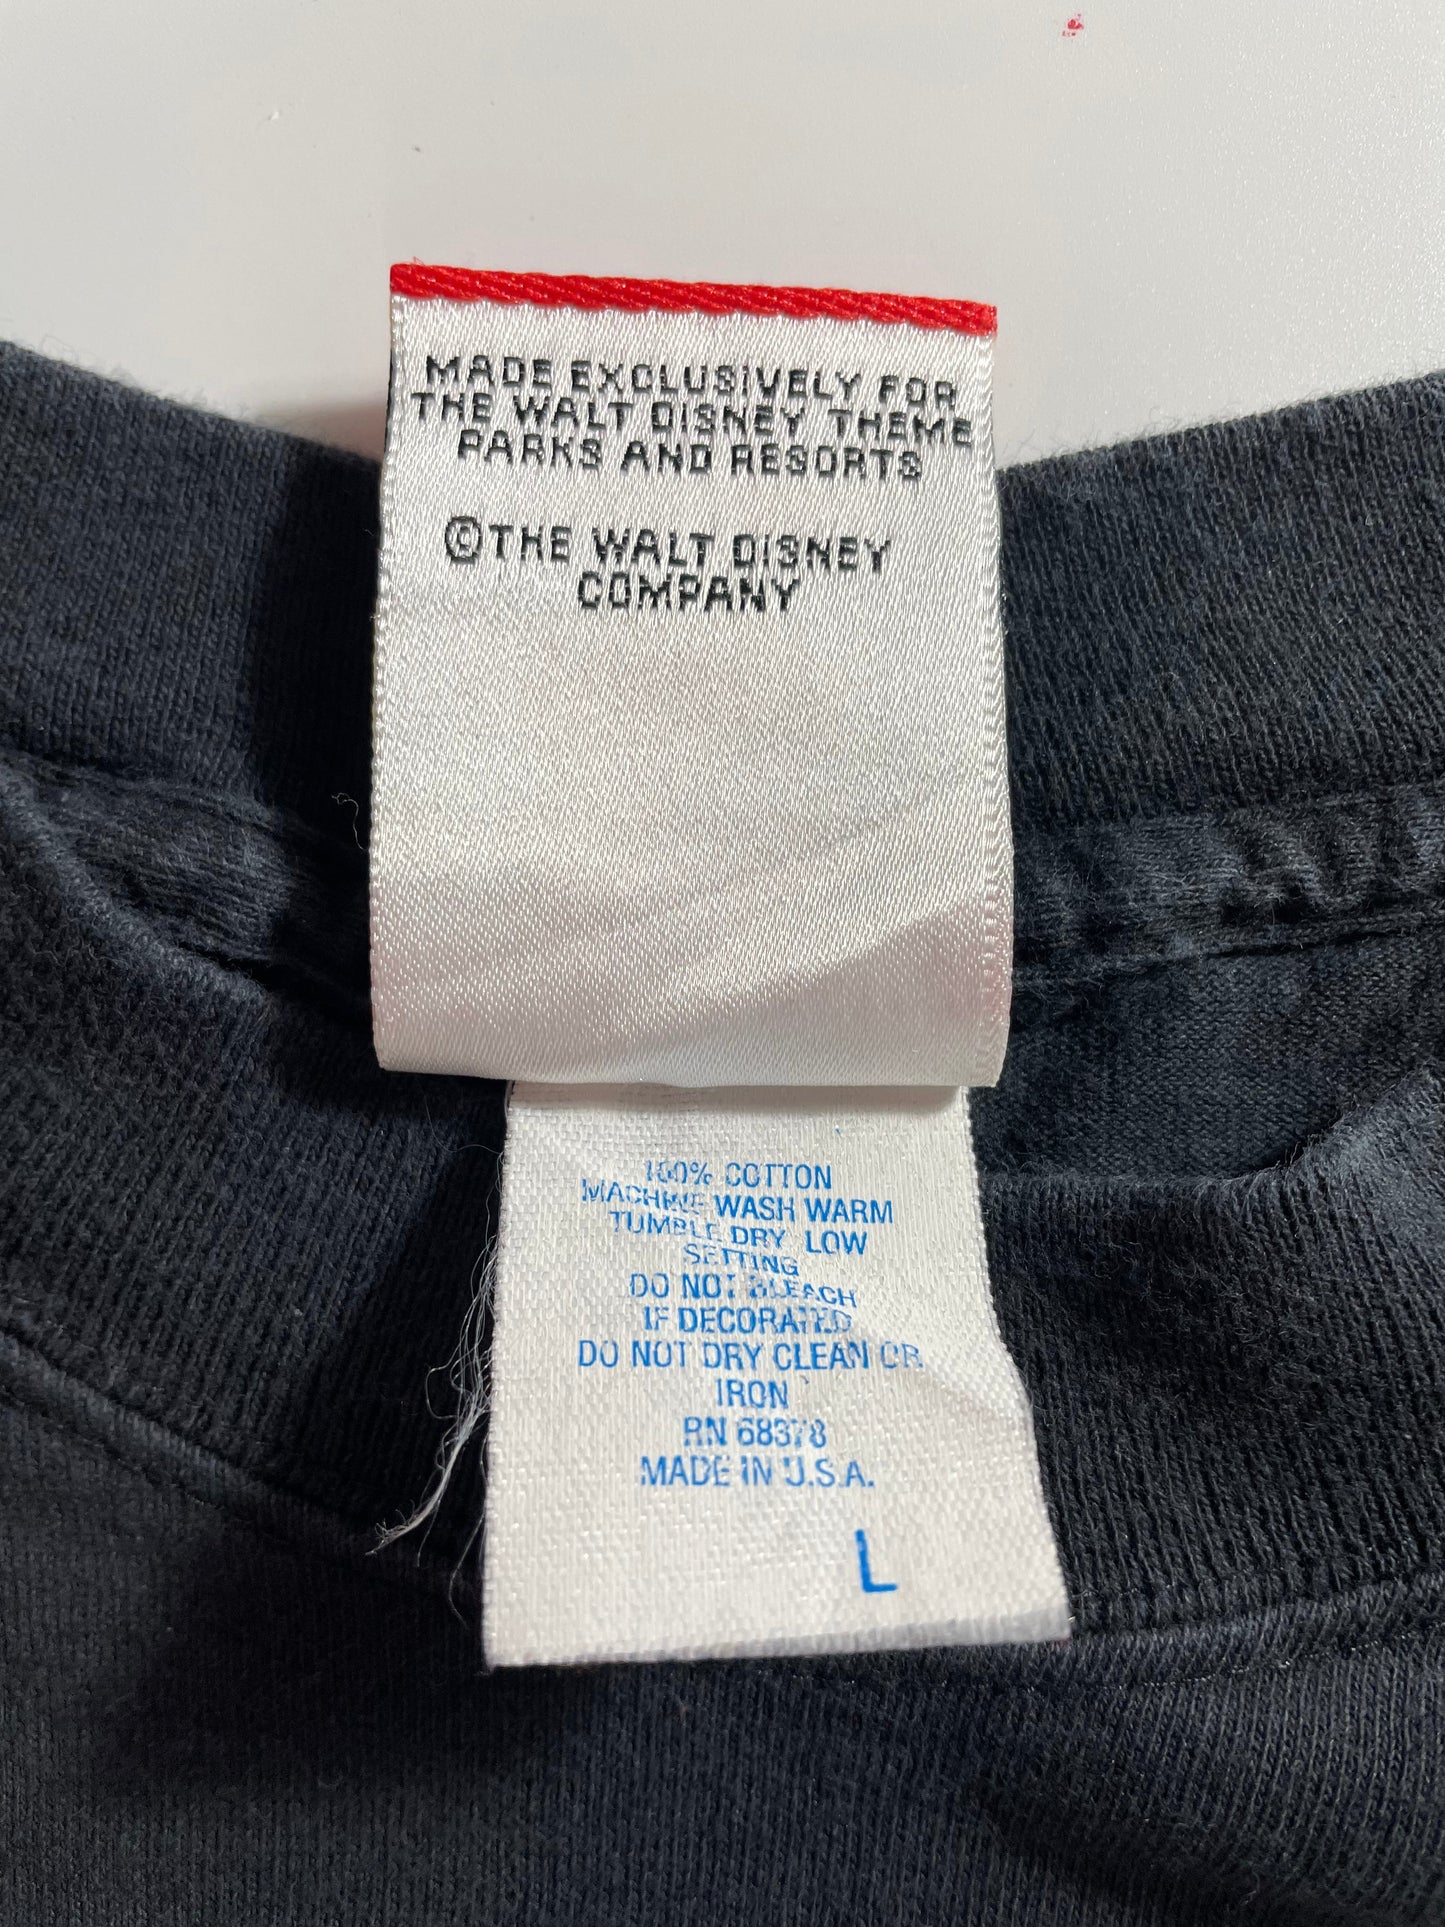 MADE EXCLUSIVELY FOR
THE WALT DISNEY THEME
PARKS AND RESORTS
©THE WALT DISNEY
COMPANY
100% COTTON
MACHINE WASH WARM
TUMBLE DRY LOW
SETTING
DO NOT BLEACH
IF DECORATED
DO NOT DRY CLEAN OR
IRON
RN 68378
MADE IN U.S.A.
L